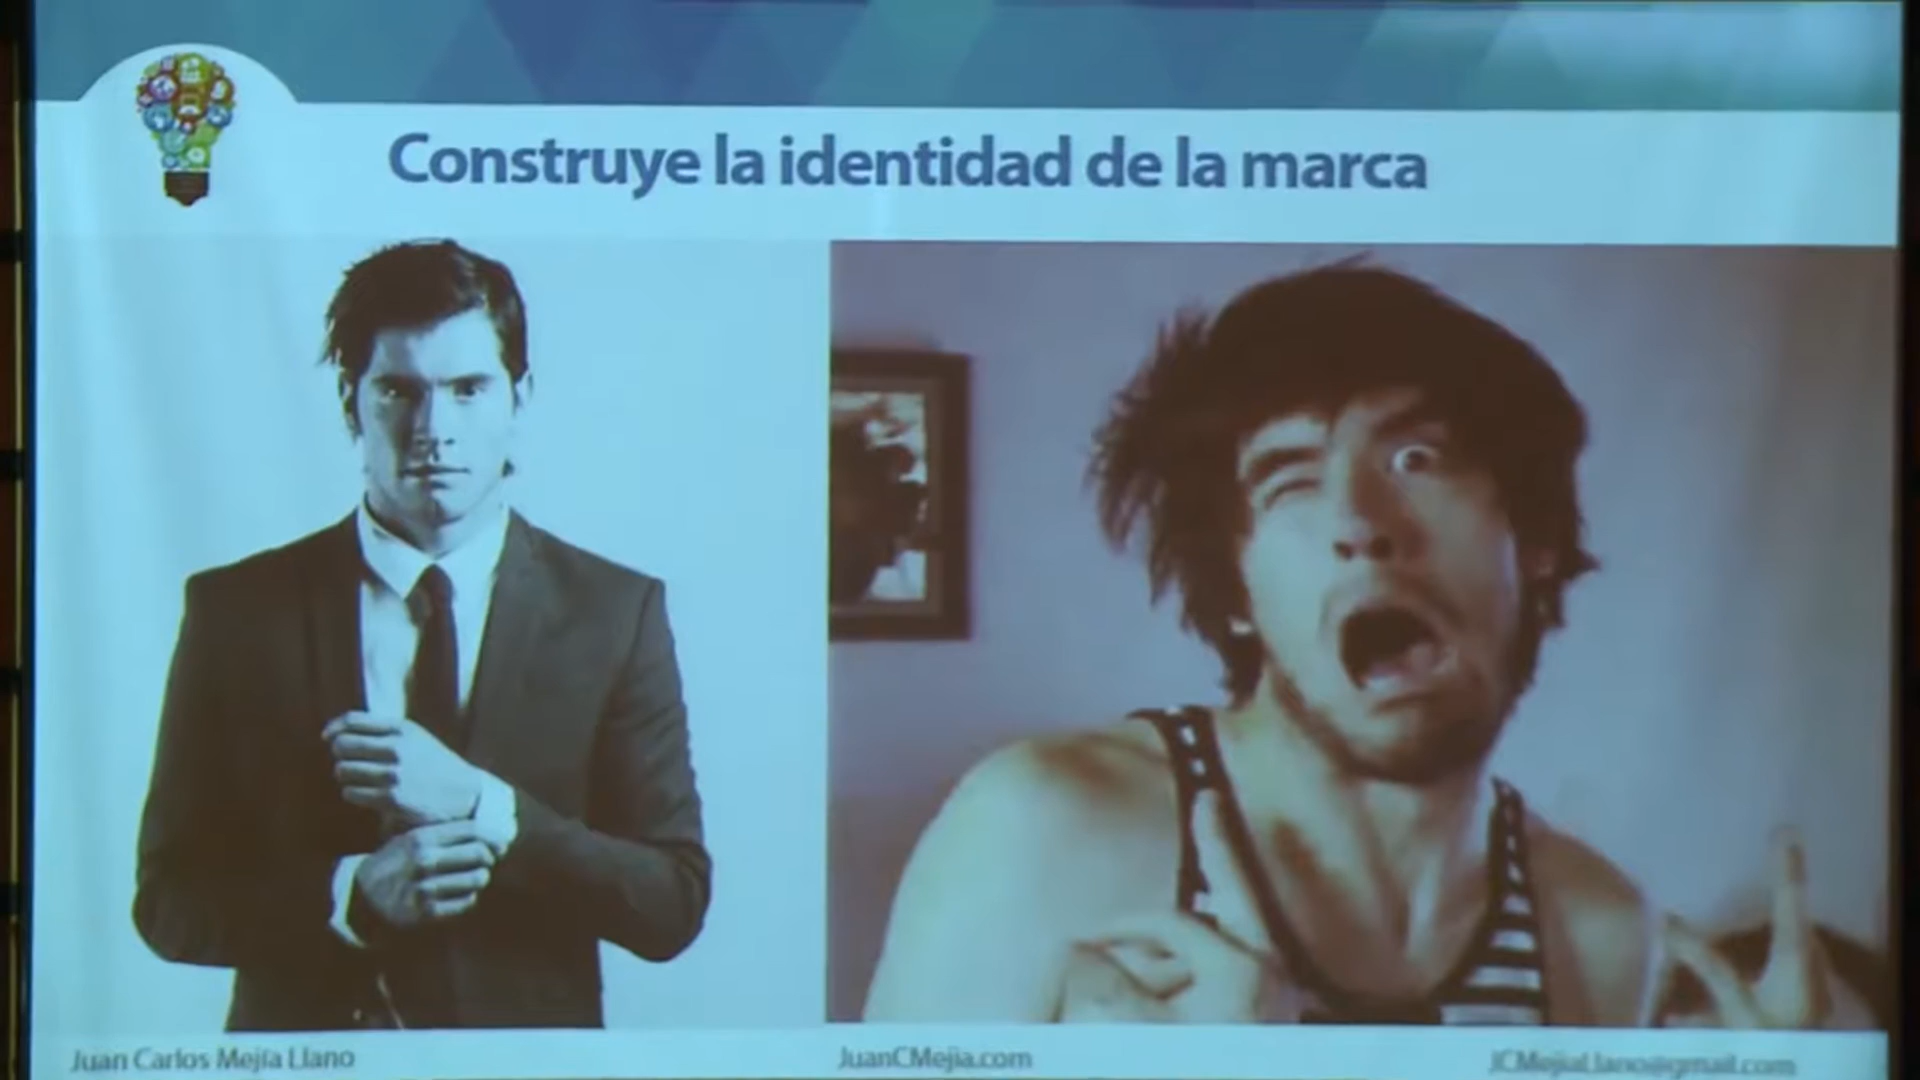 Construye la identidad de la marca
Juan Carlos Mejía Llano
JuanCMejia.com
JCMejiaLlano@gmail.com